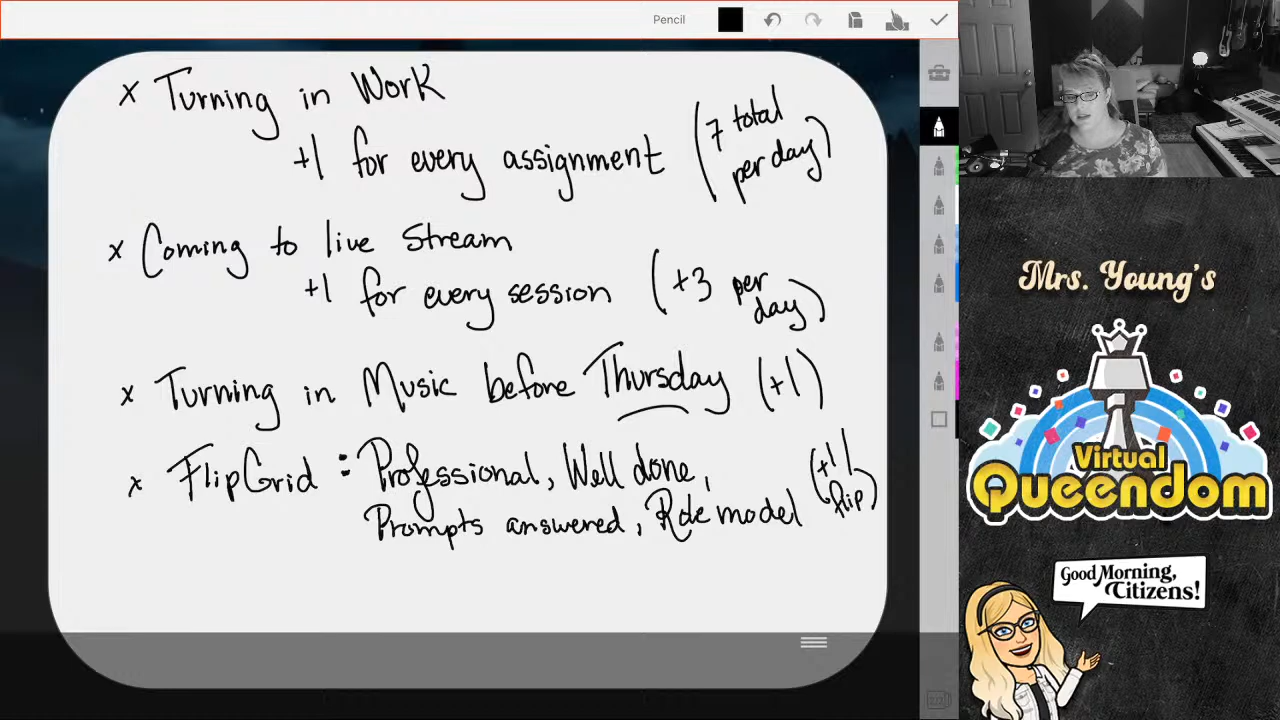 Pencil
x Turning in Work
+1 for every assignment (7 total per day)
x Coming to live Stream
+1 for every session (+3 per day)
x Turning in Music before Thursday (+1)
x FlipGrid : Professional, Well done,
Prompts answered, Role model (+1/flip)
Mrs. Young's
Virtual
Queendom
Good Morning,
Citizens!